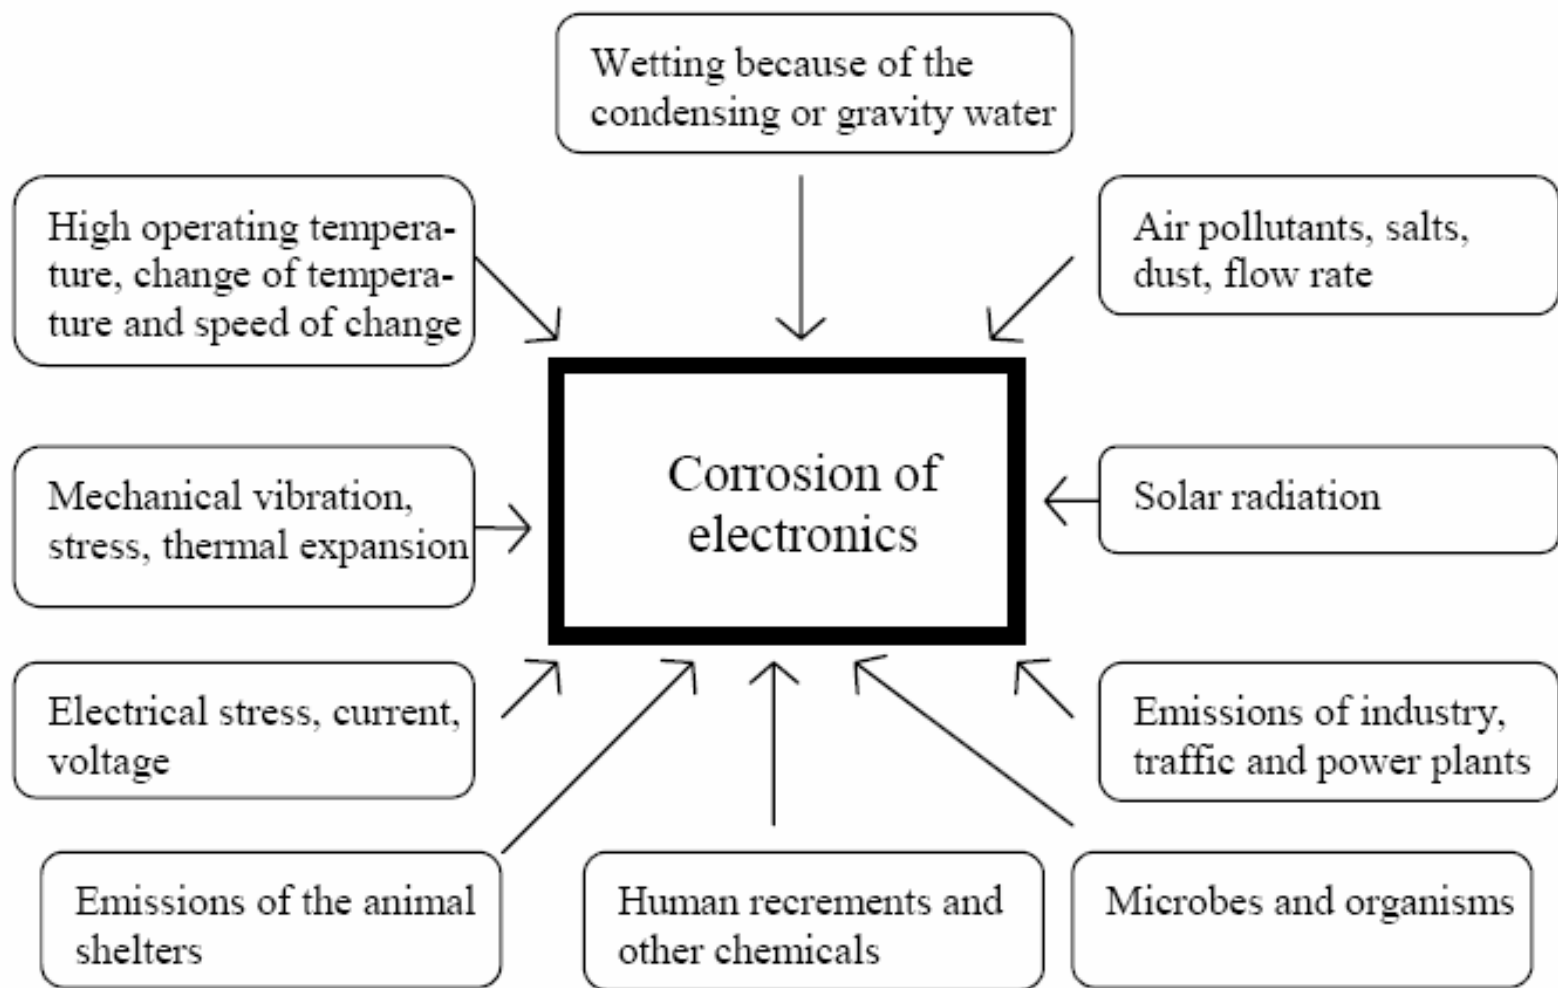 Wetting because of the
condensing or gravity water
High operating tempera-
ture, change of tempera-
ture and speed of change
Air pollutants, salts,
dust, flow rate
Corrosion of
electronics
Mechanical vibration,
stress, thermal expansion
Solar radiation
Electrical stress, current,
voltage
Emissions of industry,
traffic and power plants
Emissions of the animal
shelters
Human recrements and
other chemicals
Microbes and organisms